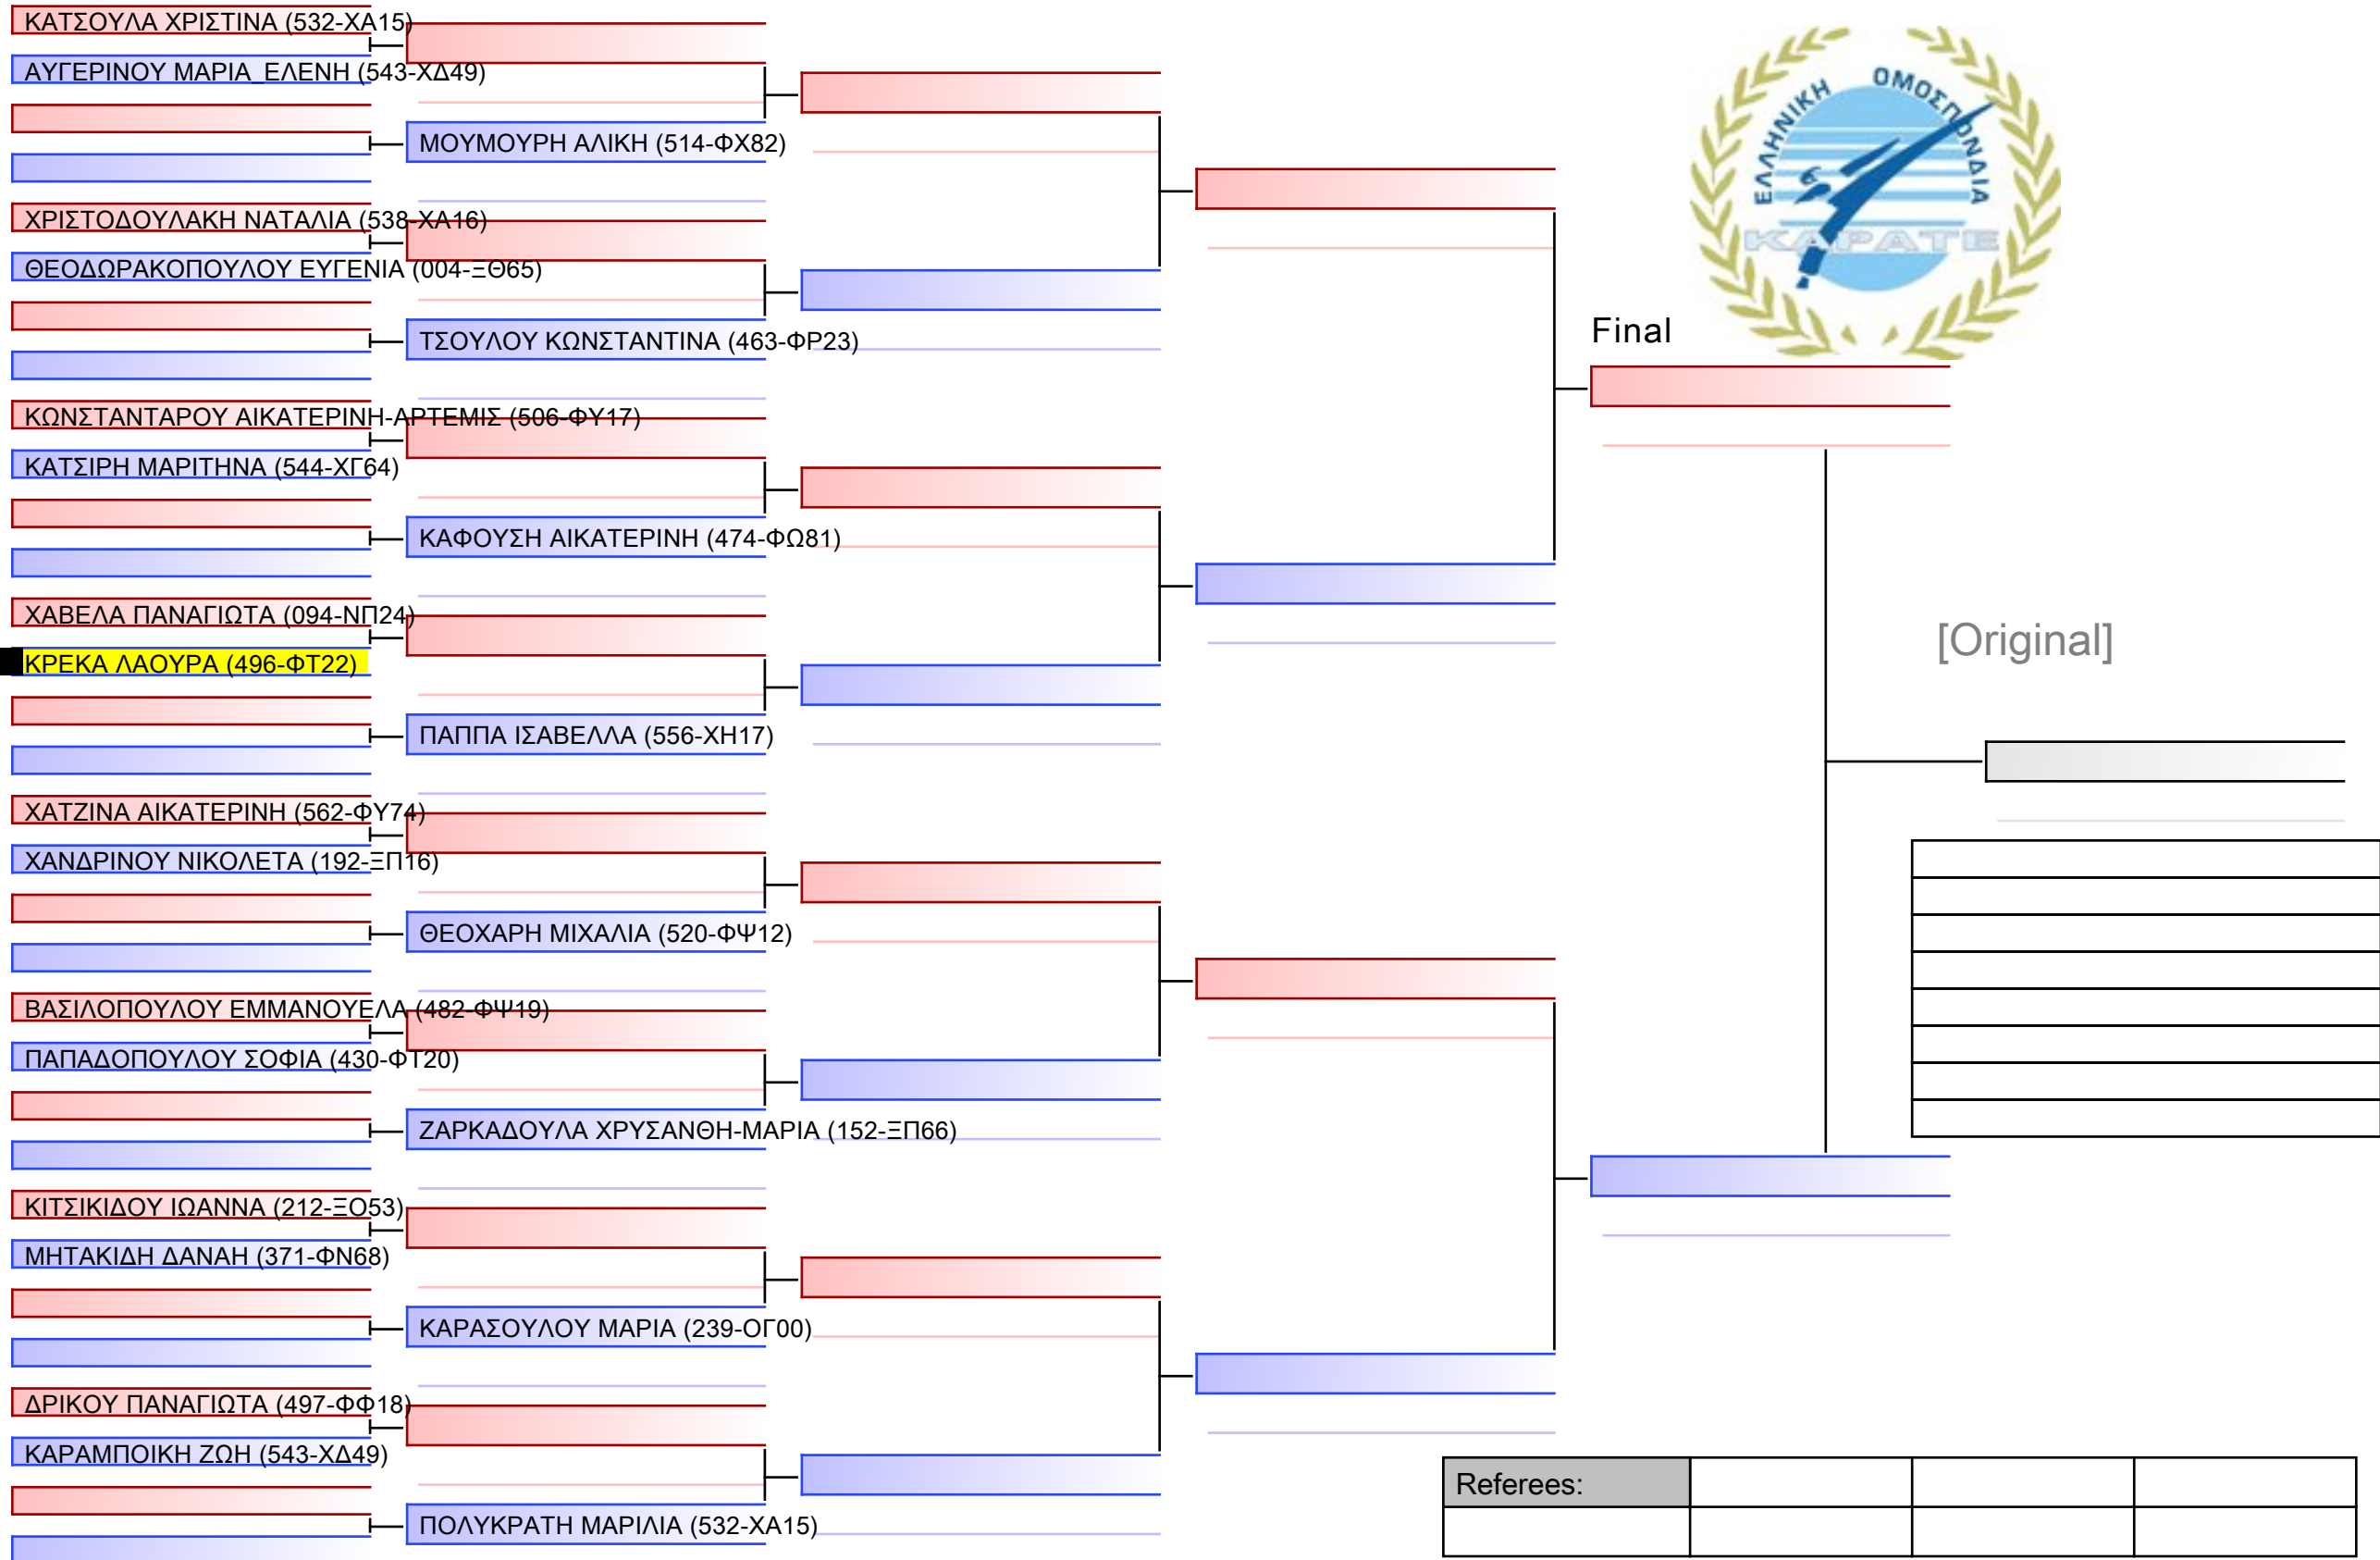 ΚΑΤΣΟΥΛΑ ΧΡΙΣΤΙΝΑ (532-ΧΑ15)
ΑΥΓΕΡΙΝΟΥ ΜΑΡΙΑ_ΕΛΕΝΗ (543-ΧΔ49)
ΜΟΥΜΟΥΡΗ ΑΛΙΚΗ (514-ΦΧ82)
ΧΡΙΣΤΟΔΟΥΛΑΚΗ ΝΑΤΑΛΙΑ (538-ΧΑ16)
ΘΕΟΔΩΡΑΚΟΠΟΥΛΟΥ ΕΥΓΕΝΙΑ (004-ΞΘ65)
ΤΣΟΥΛΟΥ ΚΩΝΣΤΑΝΤΙΝΑ (463-ΦΡ23)
ΚΩΝΣΤΑΝΤΑΡΟΥ ΑΙΚΑΤΕΡΙΝΗ-ΑΡΤΕΜΙΣ (506-ΦΥ17)
ΚΑΤΣΙΡΗ ΜΑΡΙΤΗΝΑ (544-ΧΓ64)
ΚΑΦΟΥΣΗ ΑΙΚΑΤΕΡΙΝΗ (474-ΦΩ81)
ΧΑΒΕΛΑ ΠΑΝΑΓΙΩΤΑ (094-ΝΠ24)
ΚΡΕΚΑ ΛΑΟΥΡΑ (496-ΦΤ22)
ΠΑΠΠΑ ΙΣΑΒΕΛΛΑ (556-ΧΗ17)
ΧΑΤΖΙΝΑ ΑΙΚΑΤΕΡΙΝΗ (562-ΦΥ74)
ΧΑΝΔΡΙΝΟΥ ΝΙΚΟΛΕΤΑ (192-ΞΠ16)
ΘΕΟΧΑΡΗ ΜΙΧΑΛΙΑ (520-ΦΨ12)
ΒΑΣΙΛΟΠΟΥΛΟΥ ΕΜΜΑΝΟΥΕΛΑ (482-ΦΨ19)
ΠΑΠΑΔΟΠΟΥΛΟΥ ΣΟΦΙΑ (430-ΦΤ20)
ΖΑΡΚΑΔΟΥΛΑ ΧΡΥΣΑΝΘΗ-ΜΑΡΙΑ (152-ΞΠ66)
ΚΙΤΣΙΚΙΔΟΥ ΙΩΑΝΝΑ (212-ΞΟ53)
ΜΗΤΑΚΙΔΗ ΔΑΝΑΗ (371-ΦΝ68)
ΚΑΡΑΣΟΥΛΟΥ ΜΑΡΙΑ (239-ΟΓ00)
ΔΡΙΚΟΥ ΠΑΝΑΓΙΩΤΑ (497-ΦΦ18)
ΚΑΡΑΜΠΟΙΚΗ ΖΩΗ (543-ΧΔ49)
ΠΟΛΥΚΡΑΤΗ ΜΑΡΙΛΙΑ (532-ΧΑ15)
ΕΛΛΗΝΙΚΗ ΟΜΟΣΠΟΝΔΙΑ
ΚΑΡΑΤΕ
Final
[Original]
Referees: